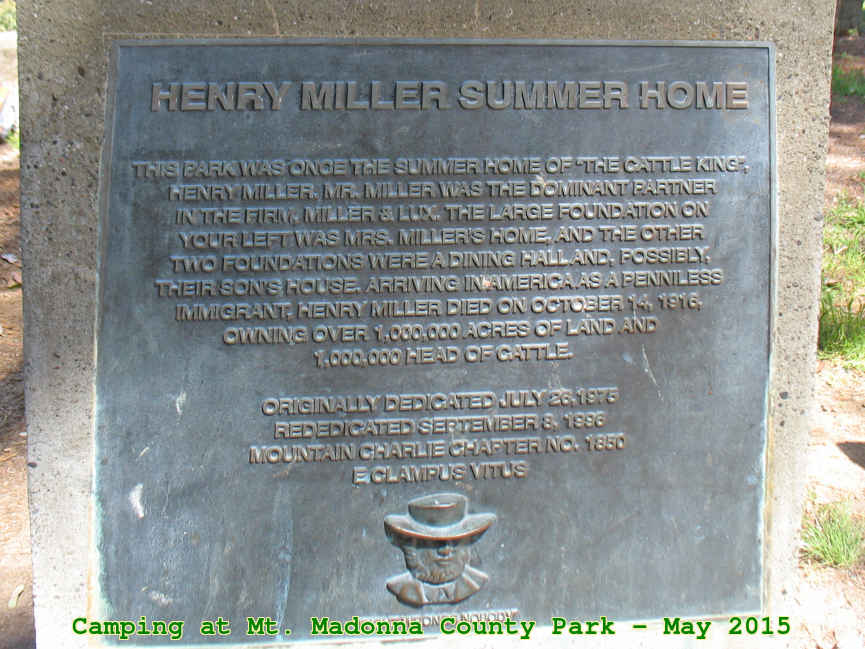 HENRY MILLER SUMMER HOME
THIS PARK WAS ONCE THE SUMMER HOME OF "THE CATTLE KING",
HENRY MILLER. MR. MILLER WAS THE DOMINANT PARTNER
IN THE FIRM, MILLER & LUX. THE LARGE FOUNDATION ON
YOUR LEFT WAS MRS. MILLER'S HOME, AND THE OTHER
TWO FOUNDATIONS WERE A DINING HALL AND, POSSIBLY,
THEIR SON'S HOUSE. ARRIVING IN AMERICA AS A PENNILESS
IMMIGRANT, HENRY MILLER DIED ON OCTOBER 14, 1916,
OWNING OVER 1,000,000 ACRES OF LAND AND
1,000,000 HEAD OF CATTLE.
ORIGINALLY DEDICATED JULY 26, 1975
REDEDICATED SEPTEMBER 8, 1996
MOUNTAIN CHARLIE CHAPTER NO. 1850
E CLAMPUS VITUS
Camping at Mt. Madonna County Park - May 2015